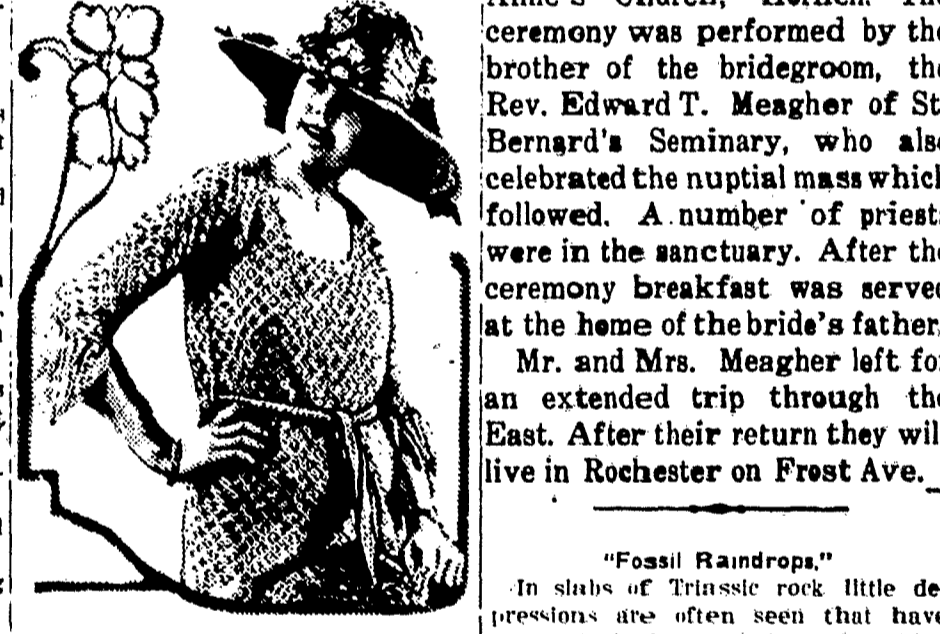 ceremony was performed by the
brother of the bridegroom, the
Rev. Edward T. Meagher of St.
Bernard's Seminary, who also
celebrated the nuptial mass which
followed. A number of priests
were in the sanctuary. After the
ceremony breakfast was served
at the home of the bride's father.
Mr. and Mrs. Meagher left for
an extended trip through the
East. After their return they will
live in Rochester on Frost Ave.
"Fossil Raindrops."
In slabs of Triassic rock little de-
pressions are often seen that have